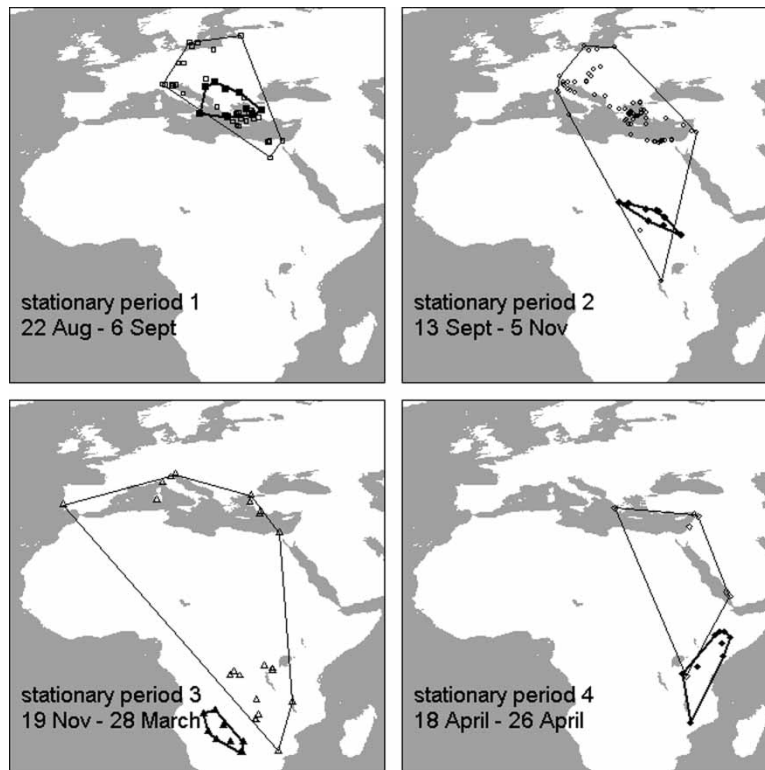 stationary period 1
22 Aug - 6 Sept
stationary period 2
13 Sept - 5 Nov
stationary period 3
19 Nov - 28 March
stationary period 4
18 April - 26 April